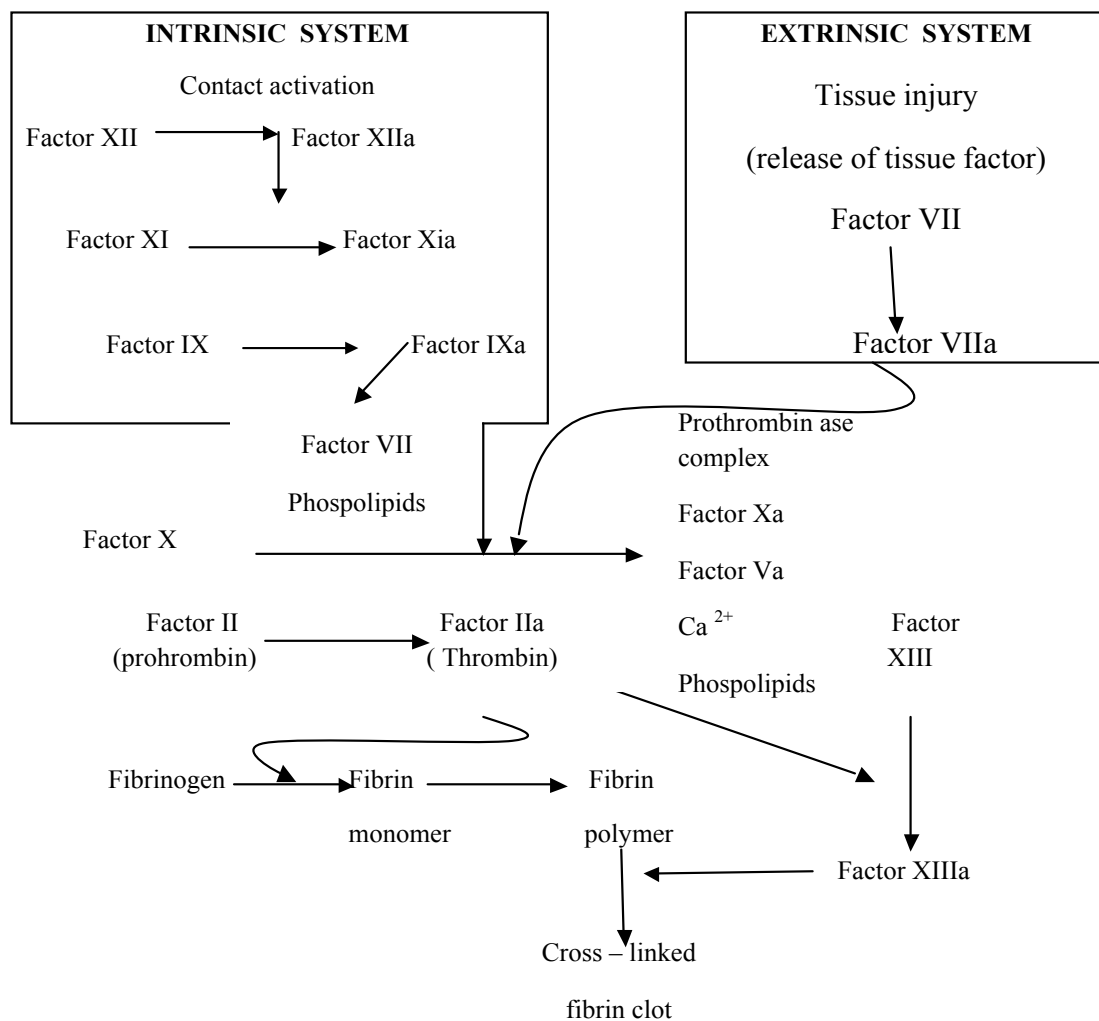 INTRINSIC SYSTEM
Contact activation
Factor XII
Factor XIIa
Factor XI
Factor Xia
Factor IX
Factor IXa
Factor VII
Phospolipids
EXTRINSIC SYSTEM
Tissue injury
(release of tissue factor)
Factor VII
Factor VIIa
Prothrombin ase
complex
Factor Xa
Factor Va
Ca 2+
Phospolipids
Factor X
Factor II
(prohrombin)
Factor IIa
( Thrombin)
Factor
XIII
Fibrinogen
Fibrin
monomer
Fibrin
polymer
Factor XIIIa
Cross – linked
fibrin clot